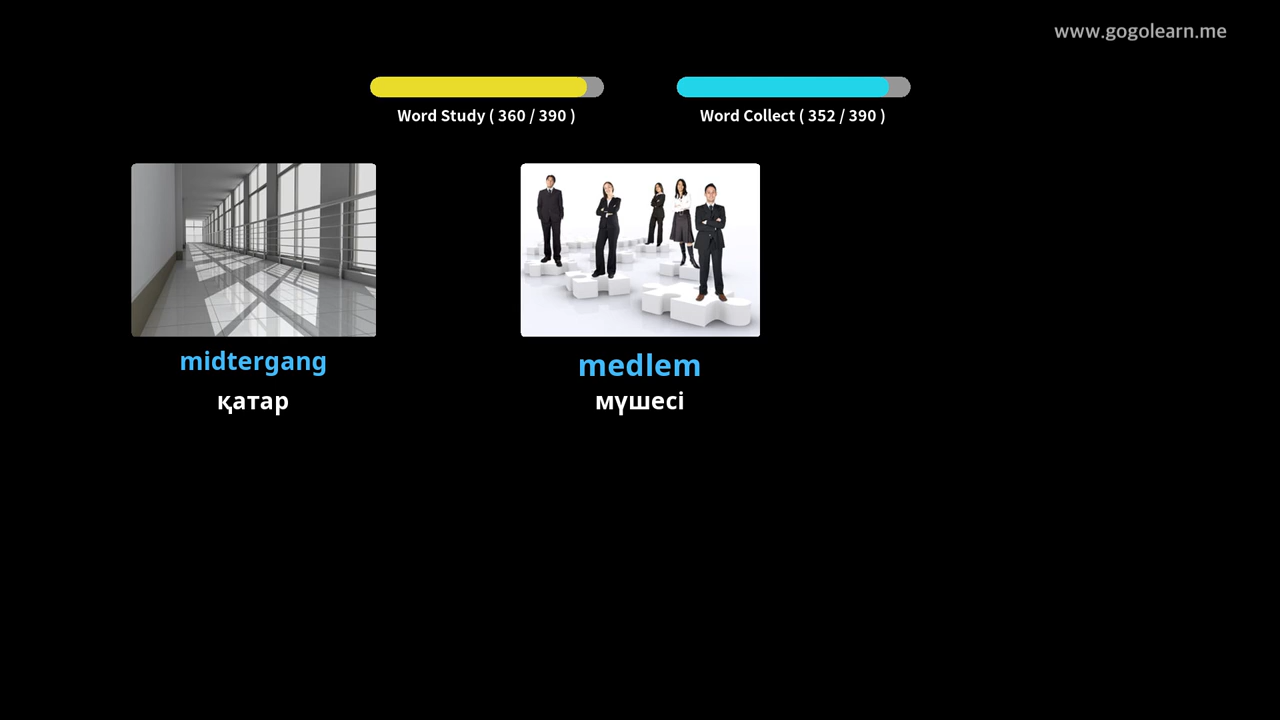 www.gogolearn.me
Word Study ( 360 / 390 )
Word Collect ( 352 / 390 )
midtergang
қатар
medlem
мүшесі